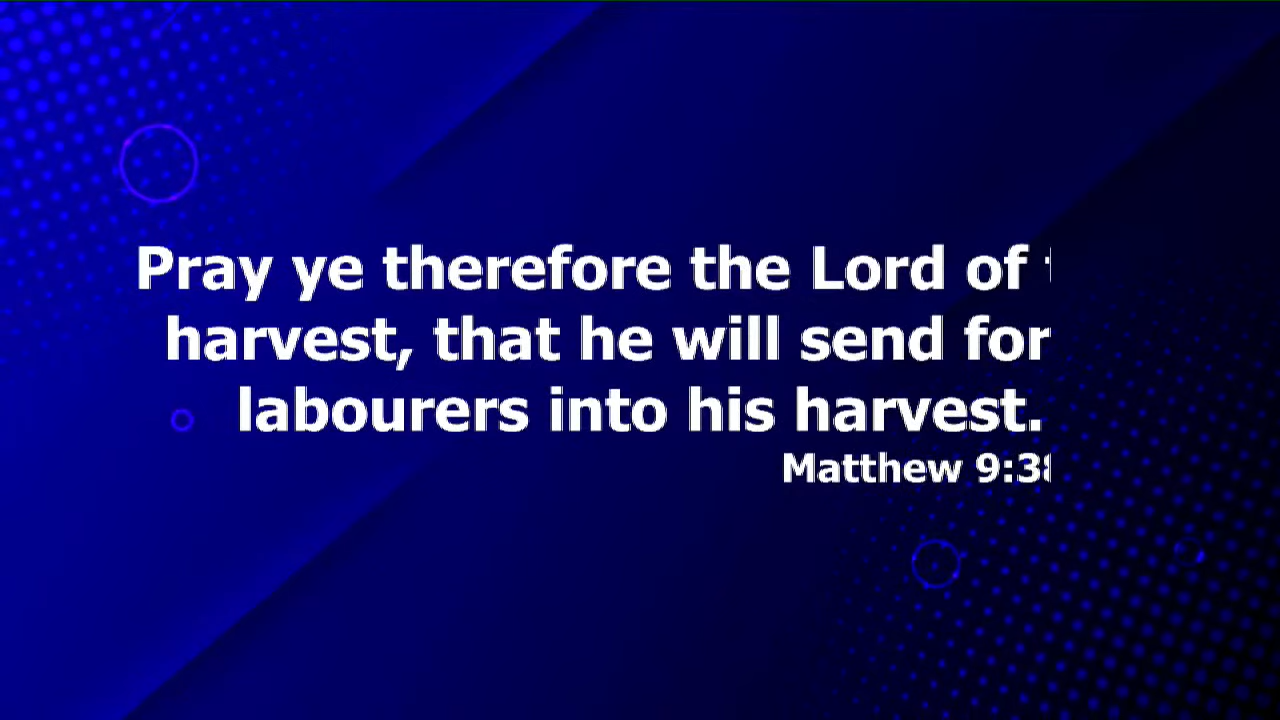 Pray ye therefore the Lord of
harvest, that he will send for
labourers into his harvest.
Matthew 9:3